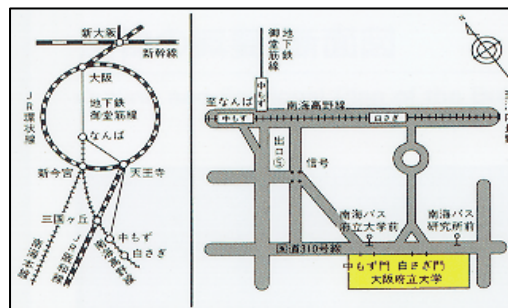 新大阪
新幹線
大阪
JR環状線
地下鉄
御堂筋線
なんば
新今宮
天王寺
三国ヶ丘
中もず
白さぎ
南海本線
JR阪和線
地下鉄
御堂筋線
中もず
至なんば
南海高野線
中もず
白さぎ
出口⑤
信号
南海バス
府立大学前
南海バス
研究所前
国道310号線
中もず門 白さぎ門
大阪府立大学